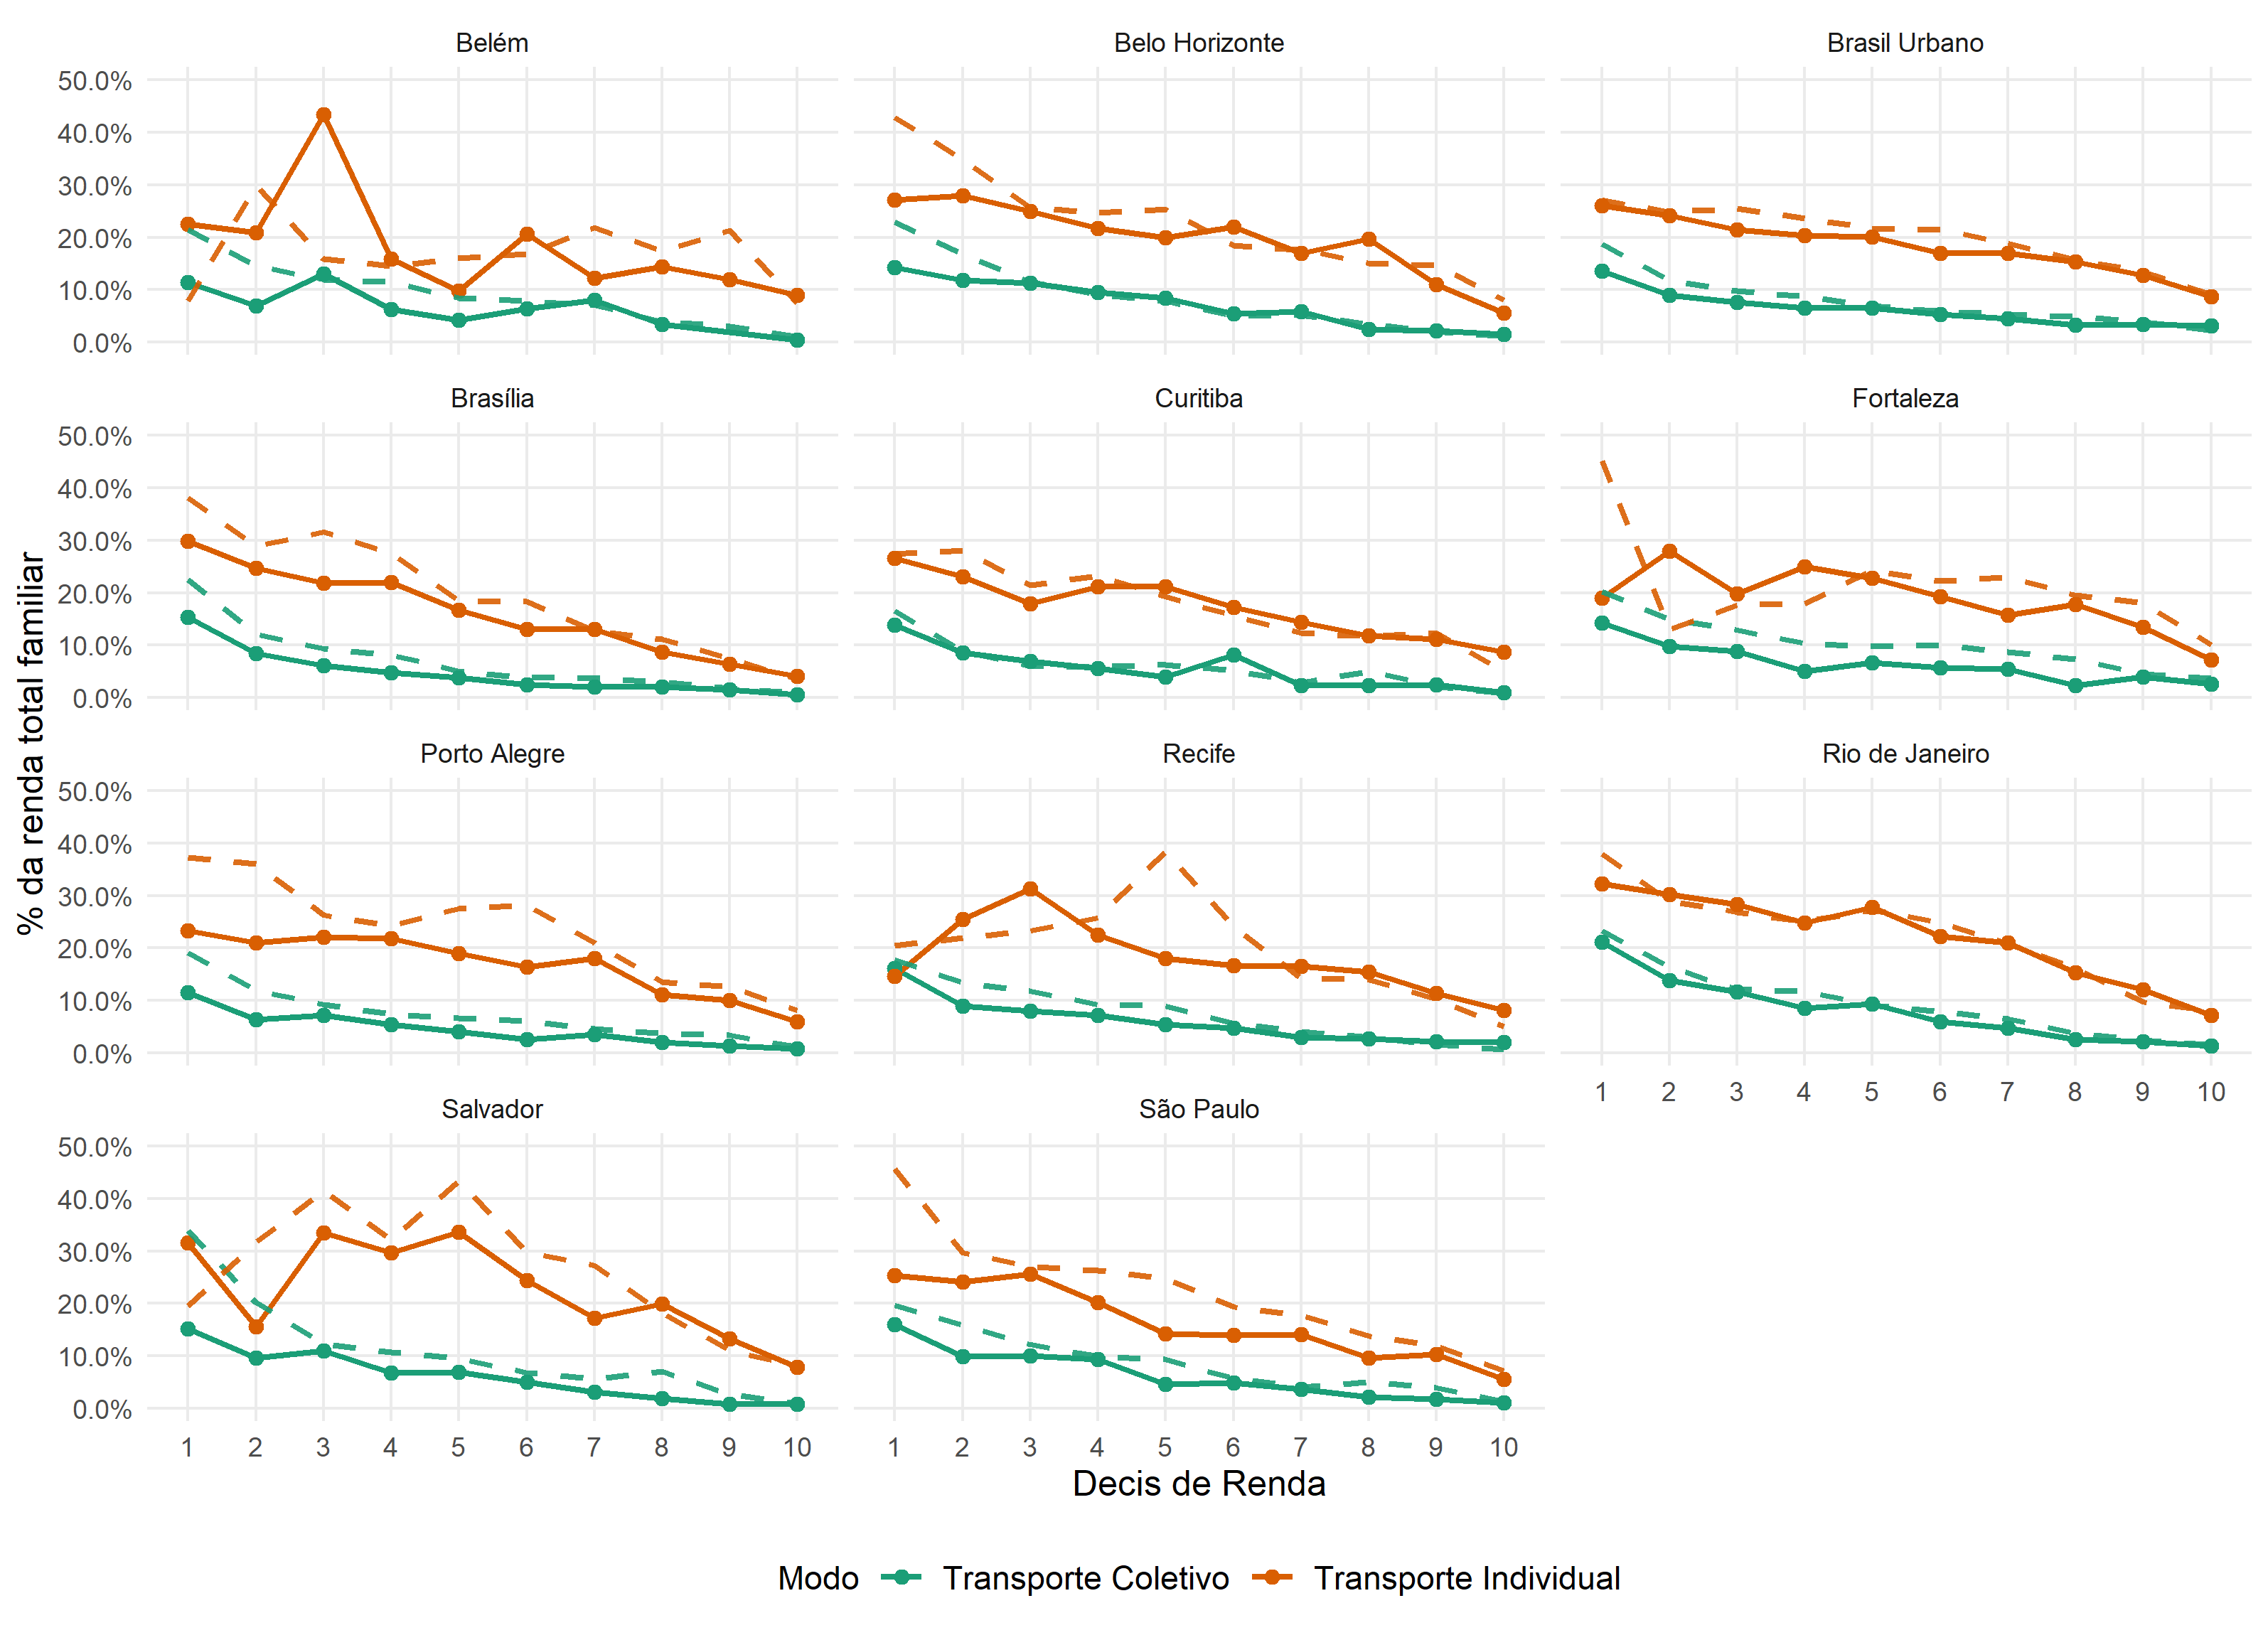 Belém
Belo Horizonte
Brasil Urbano
50.0%
40.0%
30.0%
20.0%
10.0%
0.0%
Brasília
Curitiba
Fortaleza
50.0%
40.0%
30.0%
20.0%
10.0%
0.0%
% da renda total familiar
Porto Alegre
Recife
Rio de Janeiro
50.0%
40.0%
30.0%
20.0%
10.0%
0.0%
1 2 3 4 5 6 7 8 9 10
Salvador
São Paulo
50.0%
40.0%
30.0%
20.0%
10.0%
0.0%
1 2 3 4 5 6 7 8 9 10
1 2 3 4 5 6 7 8 9 10
Decis de Renda
Modo Transporte Coletivo Transporte Individual